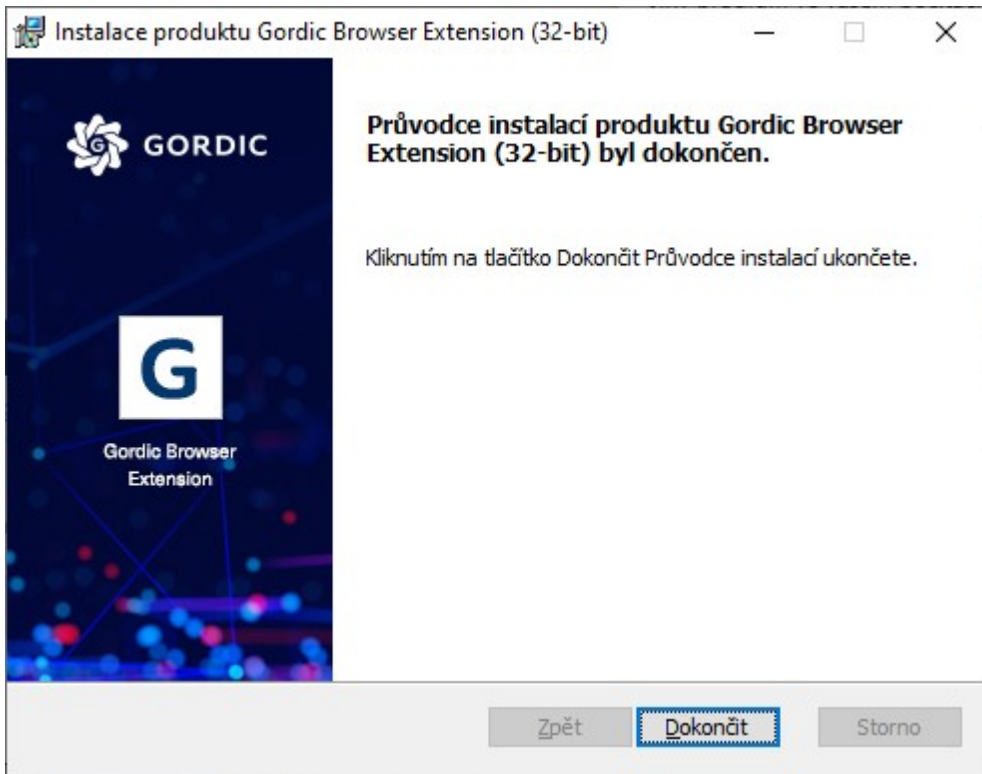 Instalace produktu Gordic Browser Extension (32-bit)
GORDIC
Průvodce instalací produktu Gordic Browser
Extension (32-bit) byl dokončen.
Kliknutím na tlačítko Dokončit Průvodce instalací ukončete.
G
Gordic Browser
Extension
Zpět
Dokončit
Storno